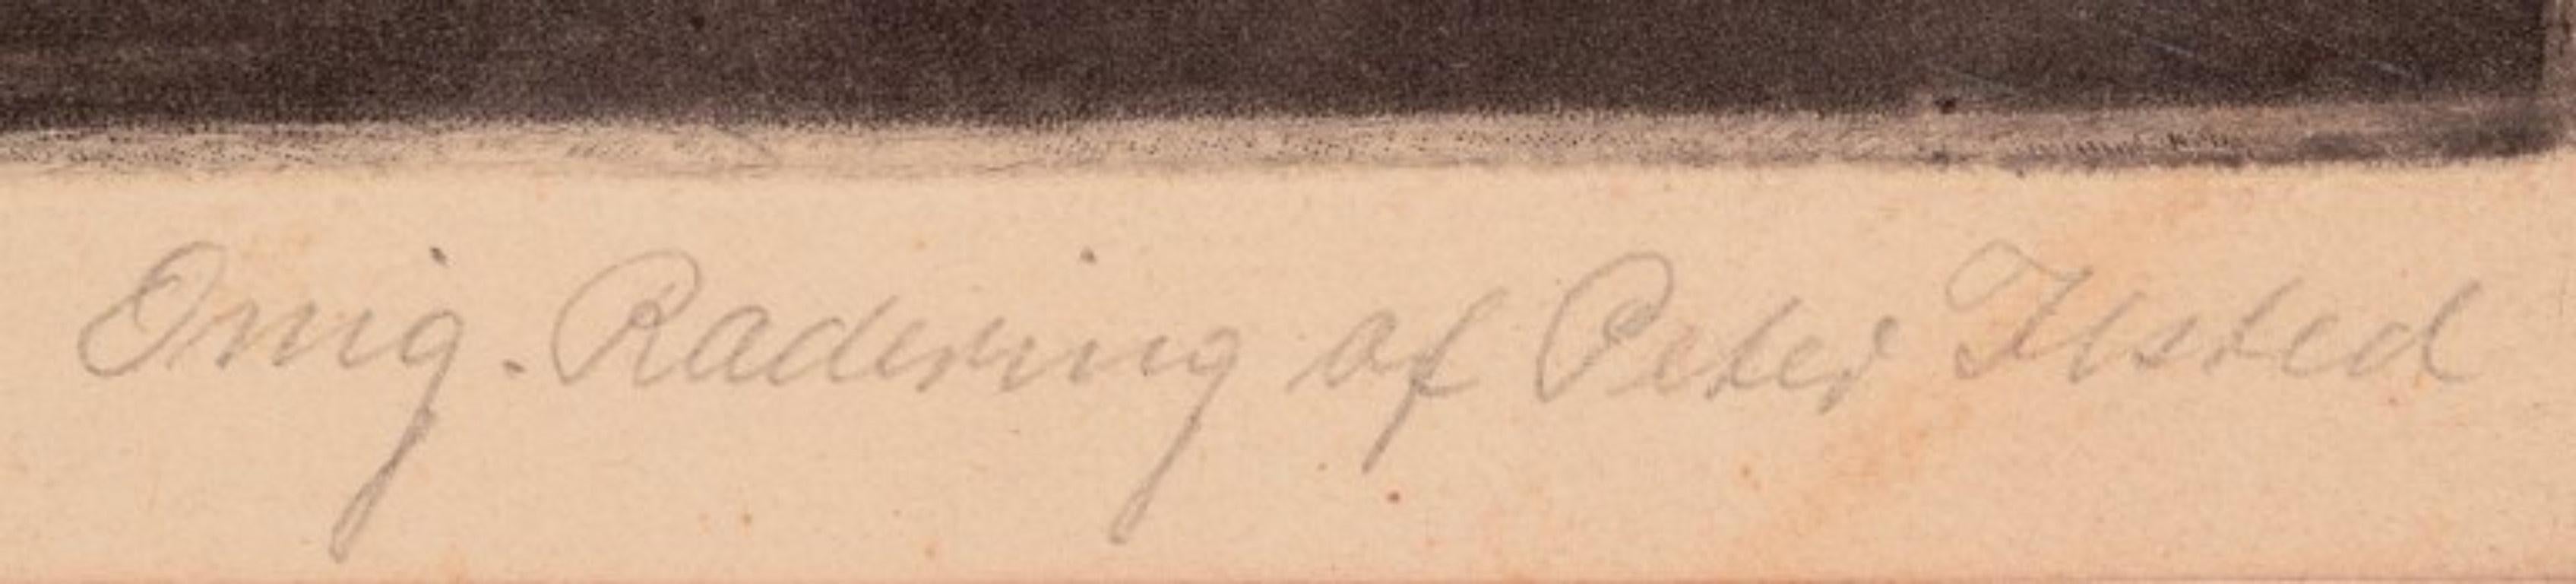 Orig. Radering af Peter Ilsted